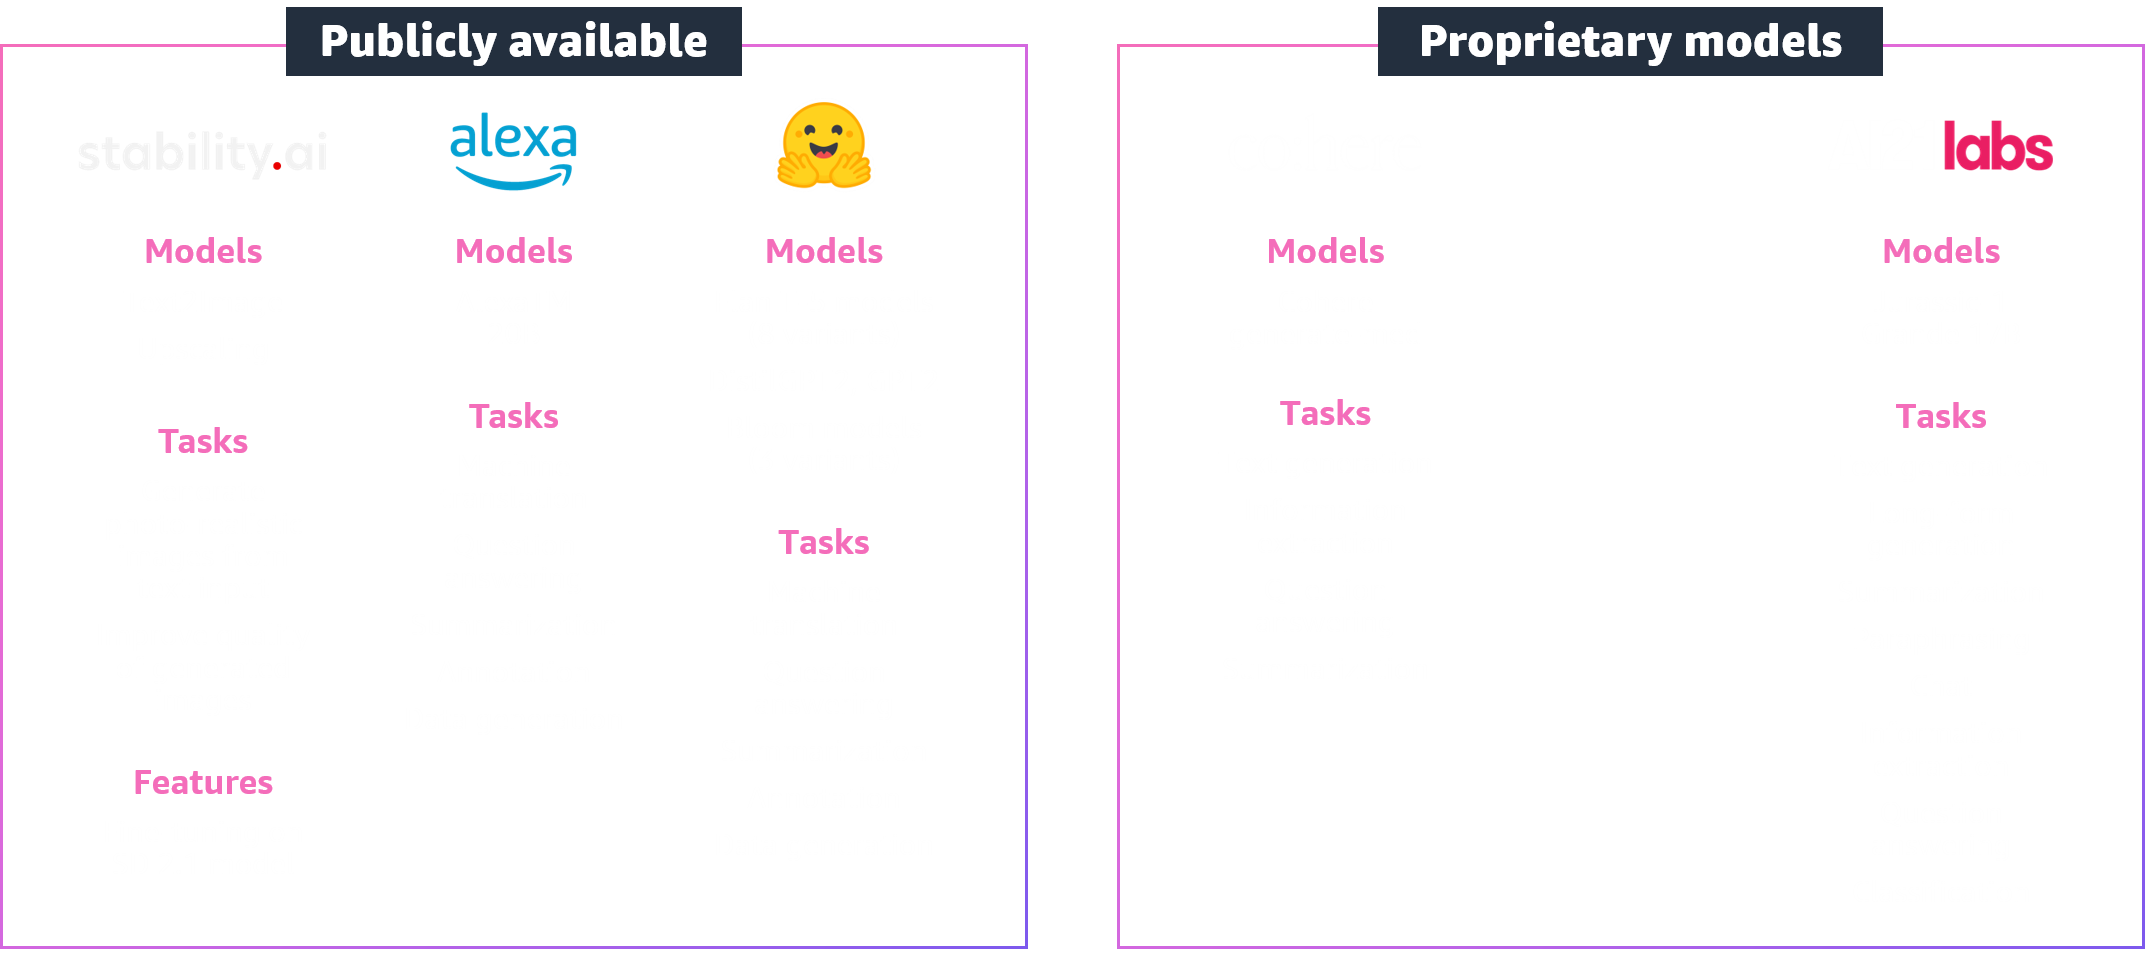 Publicly available
stability.ai
alexa
Models
Models
Models
Tasks
Tasks
Tasks
Features
Proprietary models
labs
Models
Models
Tasks
Tasks